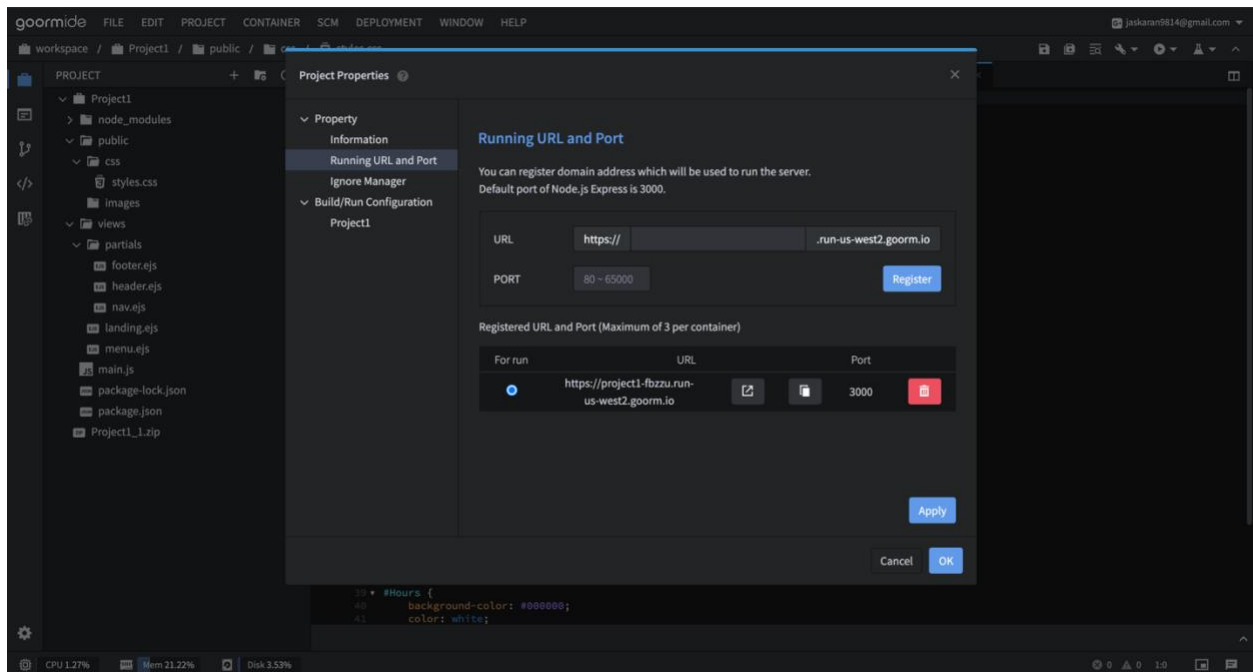 goormide FILE EDIT PROJECT CONTAINER SCM DEPLOYMENT WINDOW HELP jaskaran9814@gmail.com
workspace / Project1 / public / styles.css
PROJECT
Project1
node_modules
public
css
styles.css
images
views
partials
footer.ejs
header.ejs
nav.ejs
landing.ejs
menu.ejs
main.js
package-lock.json
package.json
Project1_1.zip
Project Properties
Property
Information
Running URL and Port
Ignore Manager
Build/Run Configuration
Project1
Running URL and Port
You can register domain address which will be used to run the server.
Default port of Node.js Express is 3000.
URL https:// .run-us-west2.goorm.io
PORT 80 ~ 65000 Register
Registered URL and Port (Maximum of 3 per container)
For run URL Port
https://project1-fbzzu.run-
us-west2.goorm.io 3000
Apply
Cancel OK
39 #Hours {
40 background-color: #000000;
41 color: white;
CPU 1.27% Mem 21.22% Disk 3.53% 0 0 1:0